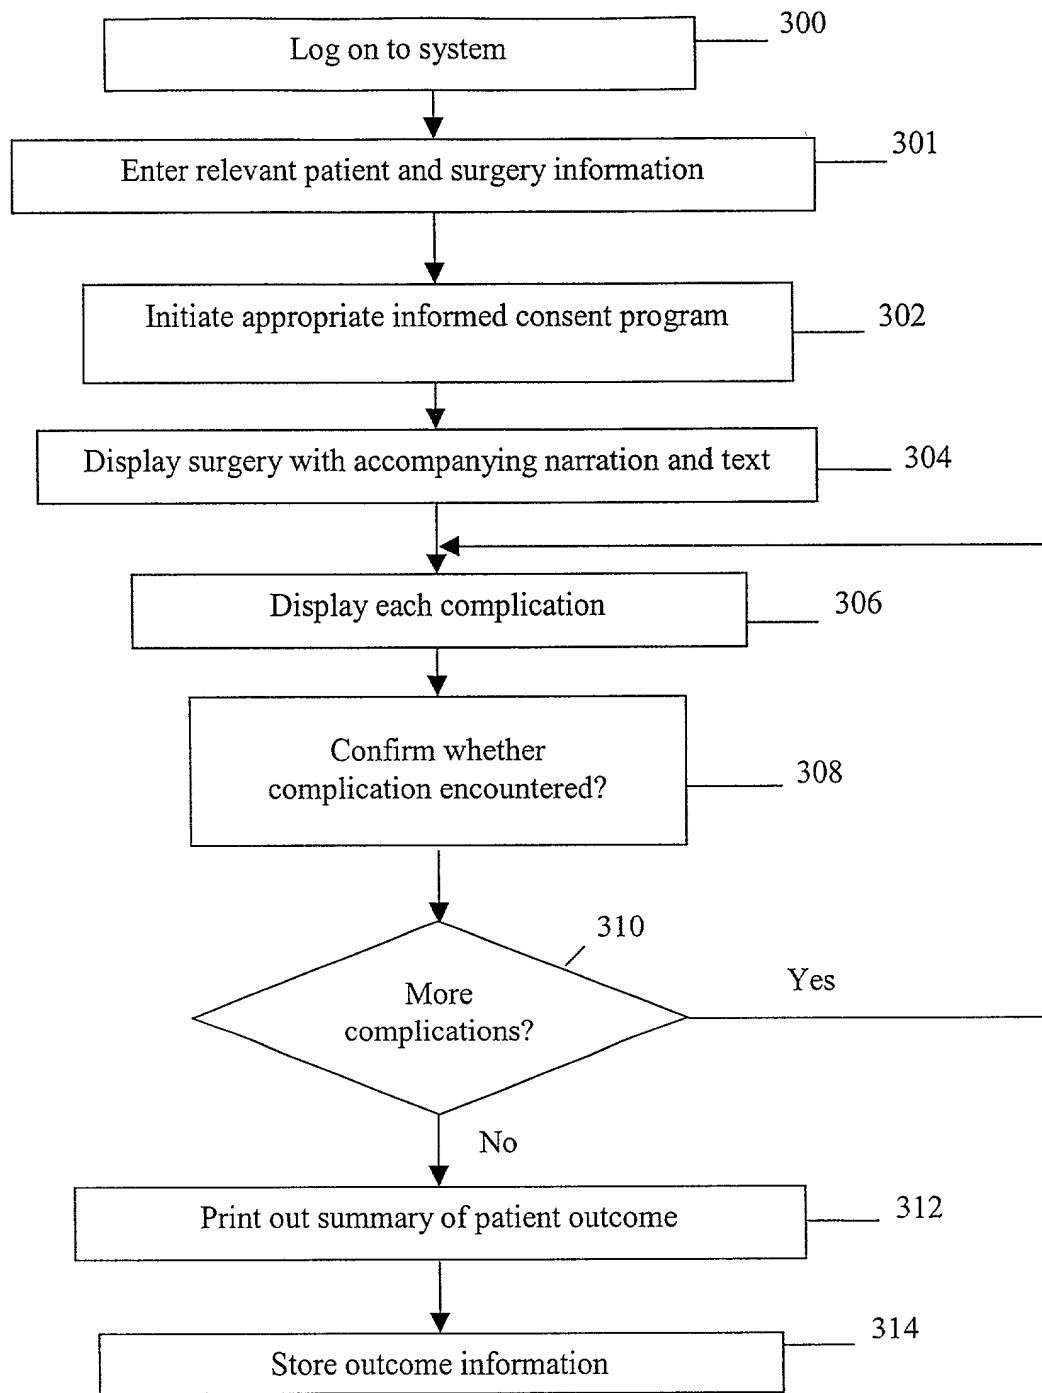 Log on to system
300
Enter relevant patient and surgery information
301
Initiate appropriate informed consent program
302
Display surgery with accompanying narration and text
304
Display each complication
306
Confirm whether
complication encountered?
308
310
More
complications?
Yes
No
Print out summary of patient outcome
312
Store outcome information
314